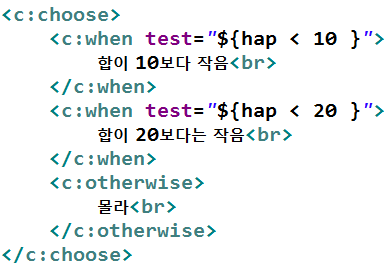 <c:choose>
    <c:when test="${hap < 10 }">
        합이 10보다 작음<br>
    </c:when>
    <c:when test="${hap < 20 }">
        합이 20보다는 작음<br>
    </c:when>
    <c:otherwise>
        몰라<br>
    </c:otherwise>
</c:choose>